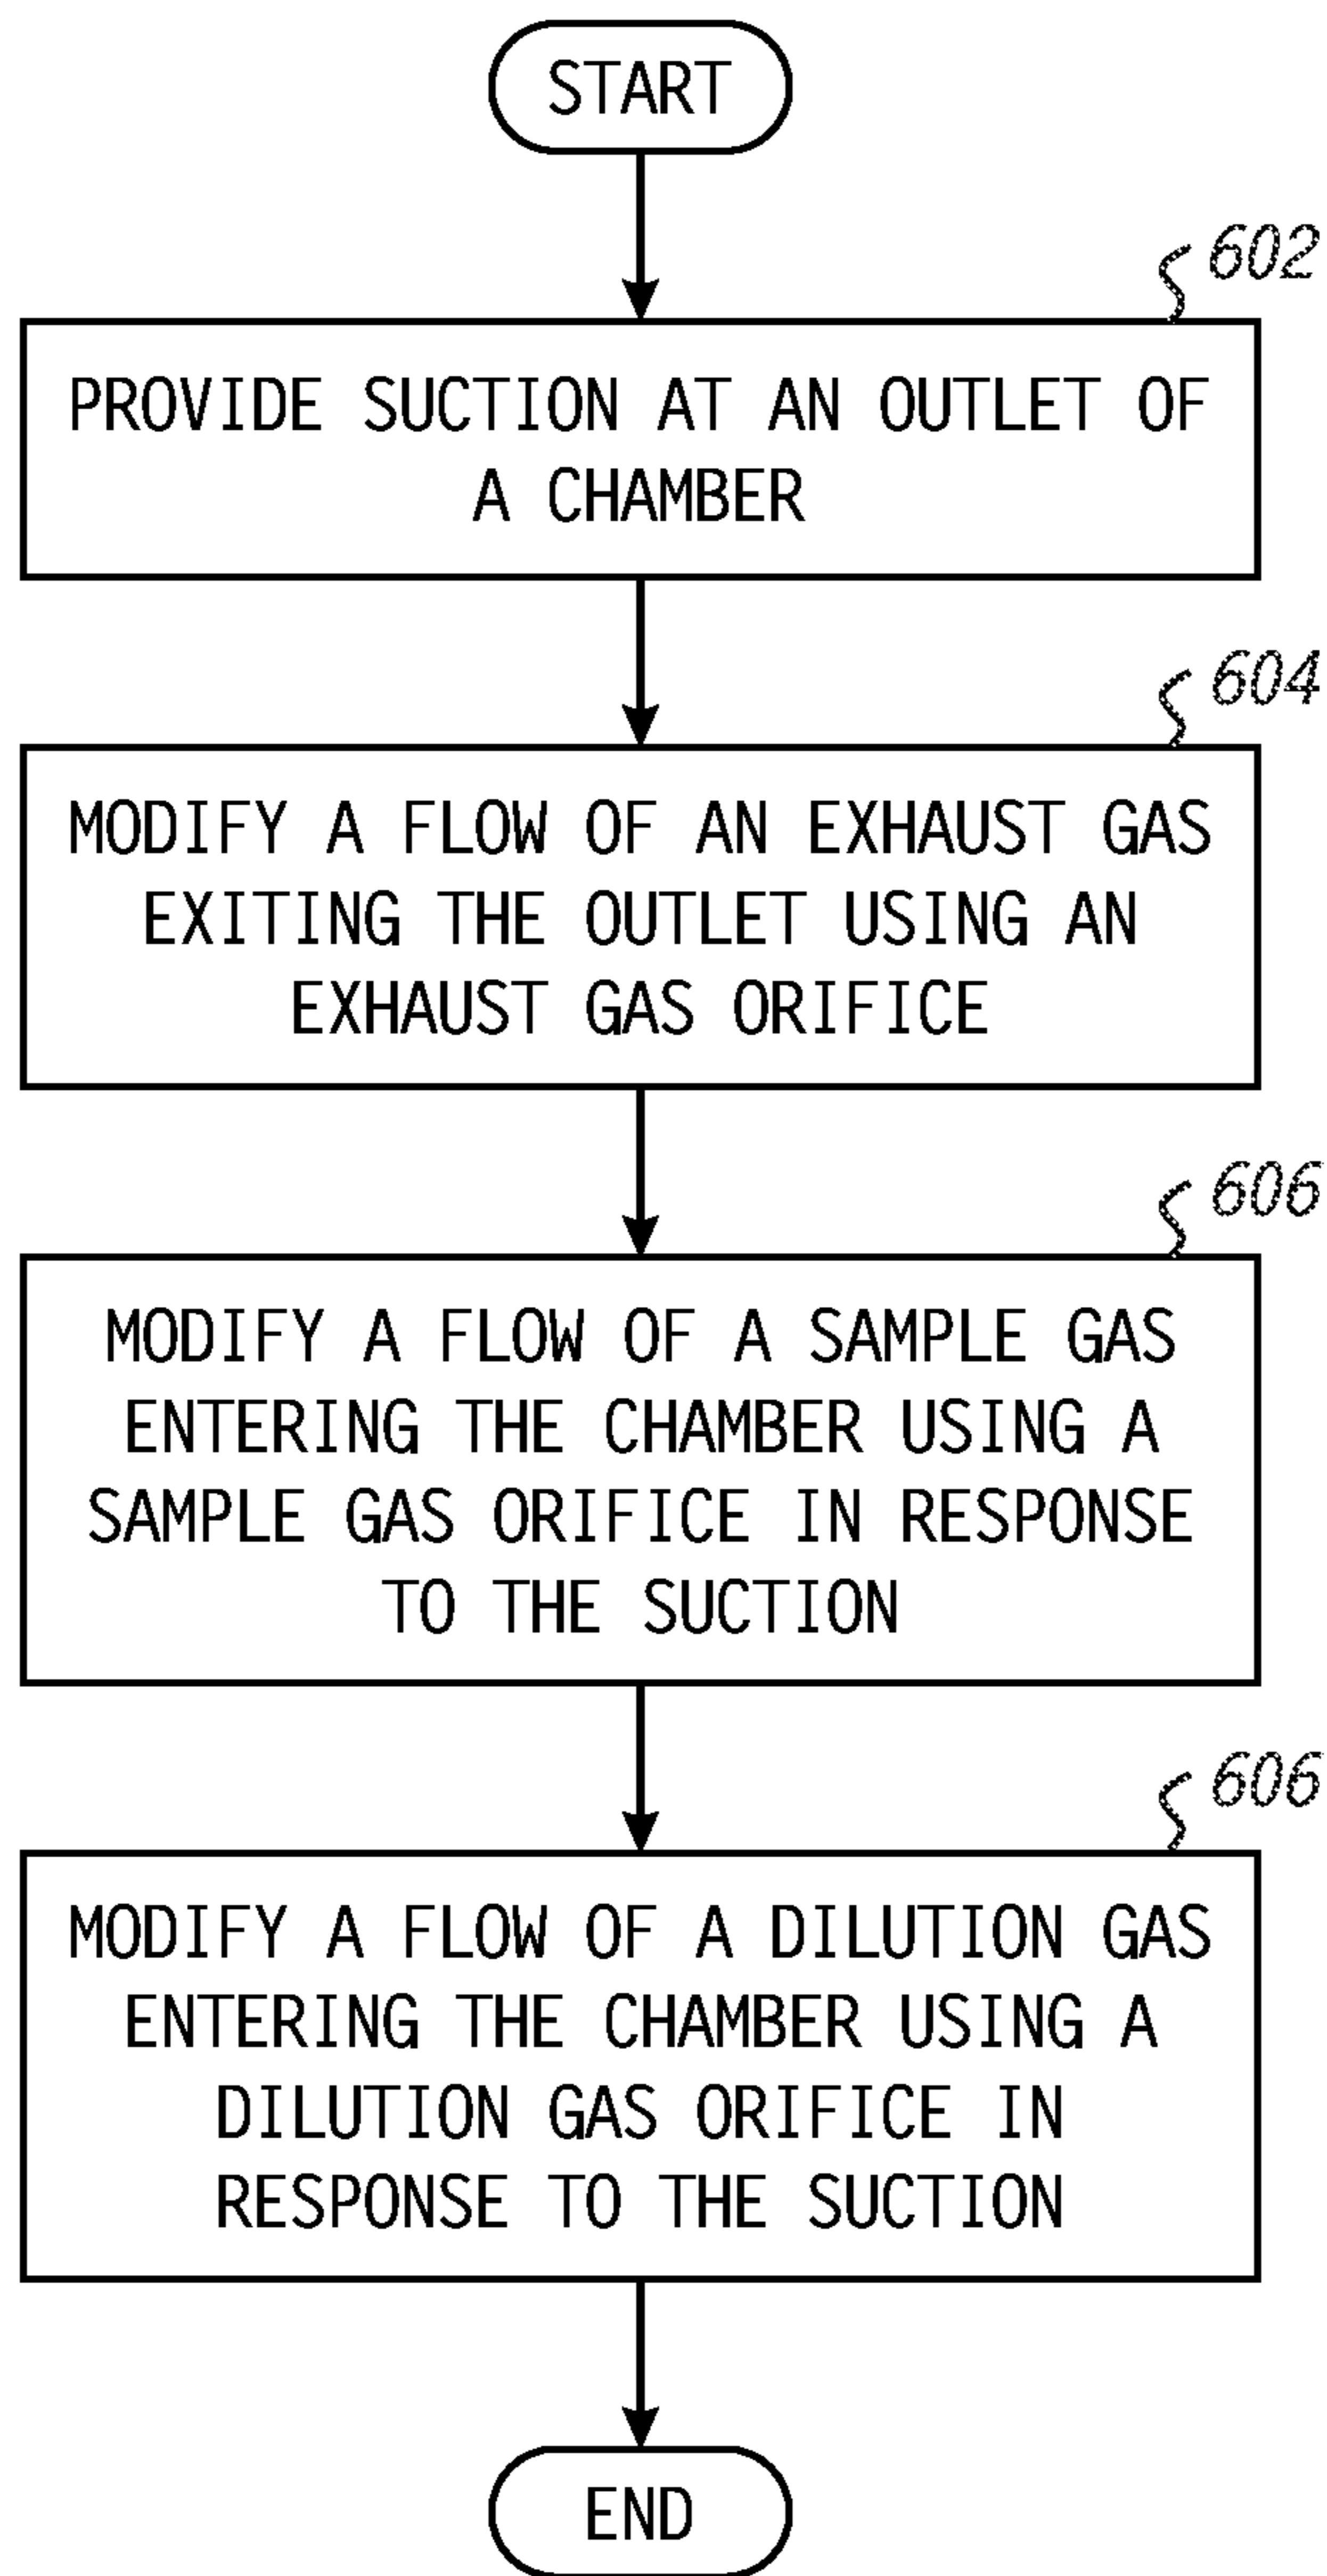 START
602
PROVIDE SUCTION AT AN OUTLET OF
A CHAMBER
604
MODIFY A FLOW OF AN EXHAUST GAS
EXITING THE OUTLET USING AN
EXHAUST GAS ORIFICE
606
MODIFY A FLOW OF A SAMPLE GAS
ENTERING THE CHAMBER USING A
SAMPLE GAS ORIFICE IN RESPONSE
TO THE SUCTION
606
MODIFY A FLOW OF A DILUTION GAS
ENTERING THE CHAMBER USING A
DILUTION GAS ORIFICE IN
RESPONSE TO THE SUCTION
END